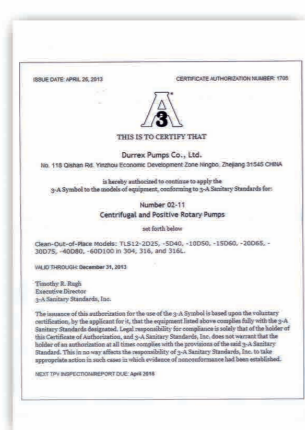 ISSUE DATE: APRIL 26, 2013 CERTIFICATE AUTHORIZATION NUMBER: 1705
A
3
THIS IS TO CERTIFY THAT
Durrex Pumps Co., Ltd.
No. 118 Qishan Rd. Yinzhou Economic Development Zone Ningbo, Zhejiang 31545 CHINA
is hereby authorized to continue to apply the
3-A Symbol to the models of equipment, conforming to 3-A Sanitary Standards for:
Number 02-11
Centrifugal and Positive Rotary Pumps
set forth below
Clean-Out-of-Place Models: TLS12-2D25, -5D40, -10D50, -15D60, -20D65, -
30D75, -40D80, -60D100 in 304, 316, and 316L.
VALID THROUGH: December 31, 2013
Timothy R. Rugh
Executive Director
3-A Sanitary Standards, Inc.
The issuance of this authorization for the use of the 3-A Symbol is based upon the voluntary
certification, by the applicant for it, that the equipment listed above complies fully with the 3-A
Sanitary Standards designated. Legal responsibility for compliance is solely that of the holder of
this Certificate of Authorization, and 3-A Sanitary Standards, Inc. does not warrant that the
holder of an authorization at all times complies with the provisions of the said 3-A Sanitary
Standard. This in no way affects the responsibility of 3-A Sanitary Standards, Inc. to take
appropriate action in such cases in which evidence of nonconformance had been established.
NEXT TPV INSPECTION/REPORT DUE: April 2018